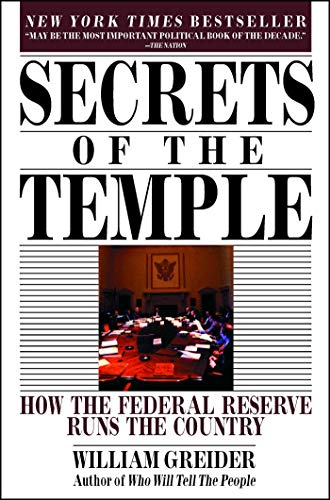 NEW YORK TIMES BESTSELLER
"MAY BE THE MOST IMPORTANT POLITICAL BOOK OF THE DECADE."
—THE NATION
SECRETS
OF THE
TEMPLE
HOW THE FEDERAL RESERVE
RUNS THE COUNTRY
WILLIAM GREIDER
Author of Who Will Tell The People